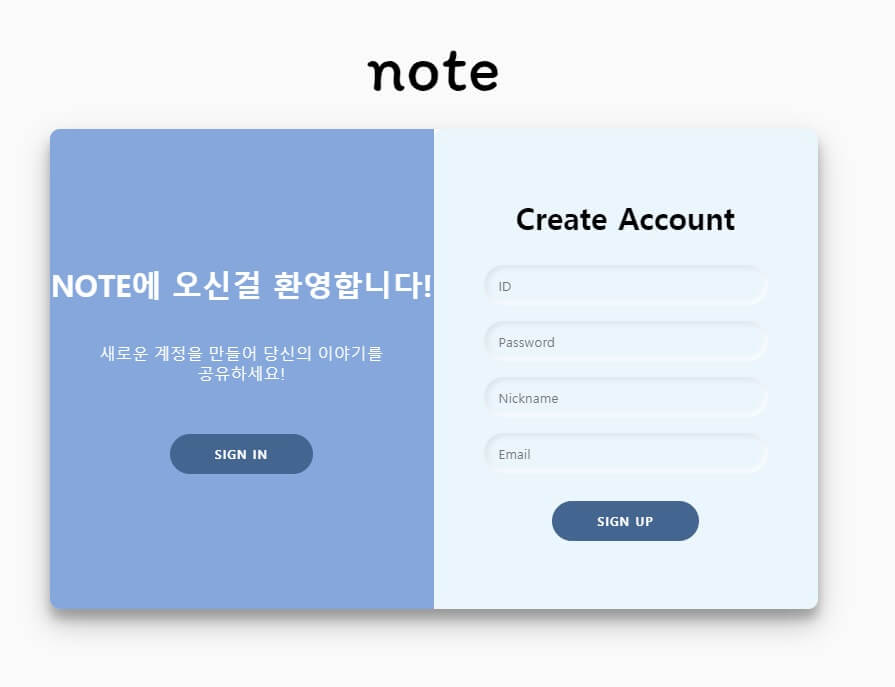 note
NOTE에 오신걸 환영합니다!
새로운 계정을 만들어 당신의 이야기를
공유하세요!
SIGN IN
Create Account
ID
Password
Nickname
Email
SIGN UP